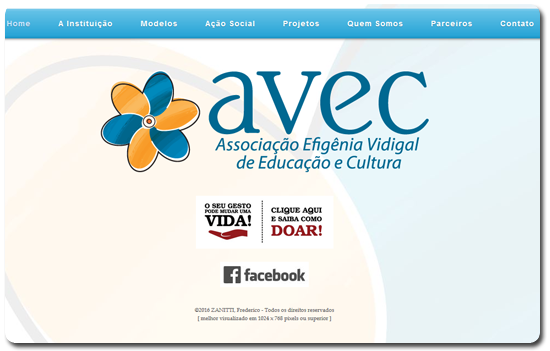 Home A Instituição Modelos Ação Social Projetos Quem Somos Parceiros Contato
avec
Associação Efigênia Vidigal
de Educação e Cultura
O SEU GESTO
PODE MUDAR UMA
VIDA!
CLIQUE AQUI
E SAIBA COMO
DOAR!
facebook
©2016 ZANITTI, Frederico - Todos os direitos reservados
[ melhor visualizado em 1024 x 768 pixels ou superior ]